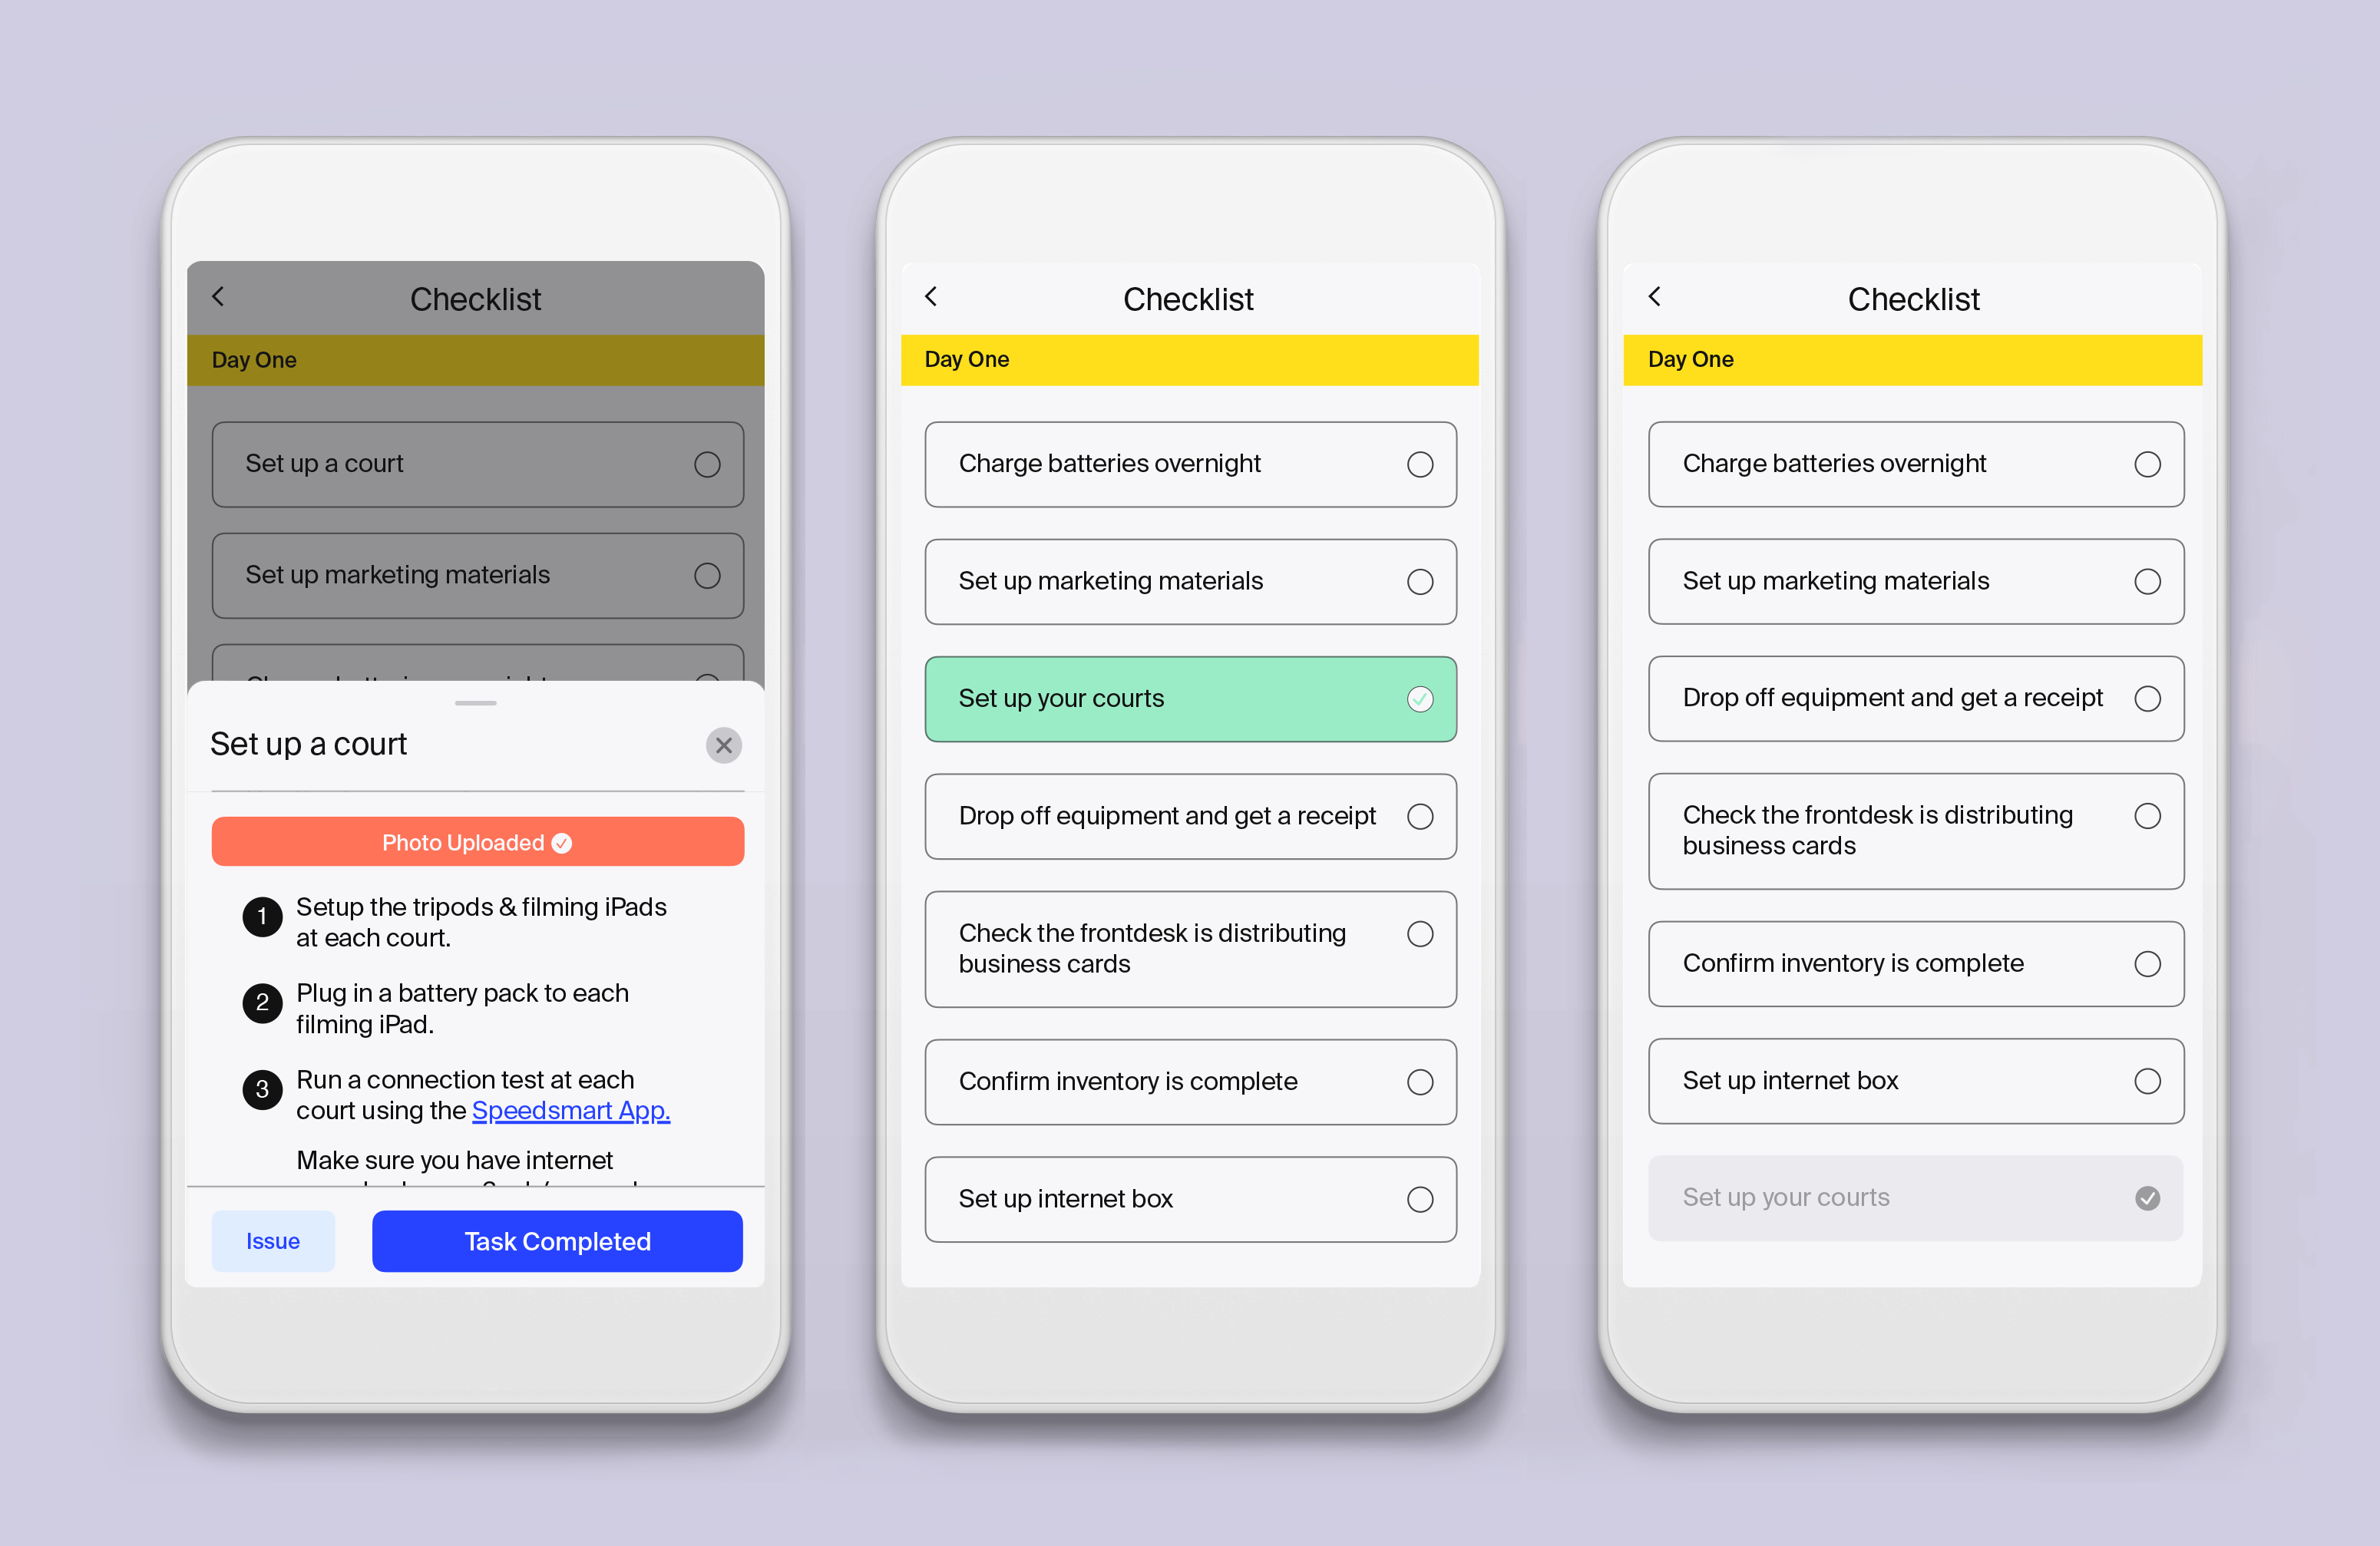 Checklist
Day One
Set up a court
Set up marketing materials
Set up a court
Photo Uploaded
1 Setup the tripods & filming iPads
at each court.
2 Plug in a battery pack to each
filming iPad.
3 Run a connection test at each
court using the Speedsmart App.
Make sure you have internet
Issue
Task Completed
Checklist
Day One
Charge batteries overnight
Set up marketing materials
Set up your courts
Drop off equipment and get a receipt
Check the frontdesk is distributing
business cards
Confirm inventory is complete
Set up internet box
Checklist
Day One
Charge batteries overnight
Set up marketing materials
Drop off equipment and get a receipt
Check the frontdesk is distributing
business cards
Confirm inventory is complete
Set up internet box
Set up your courts